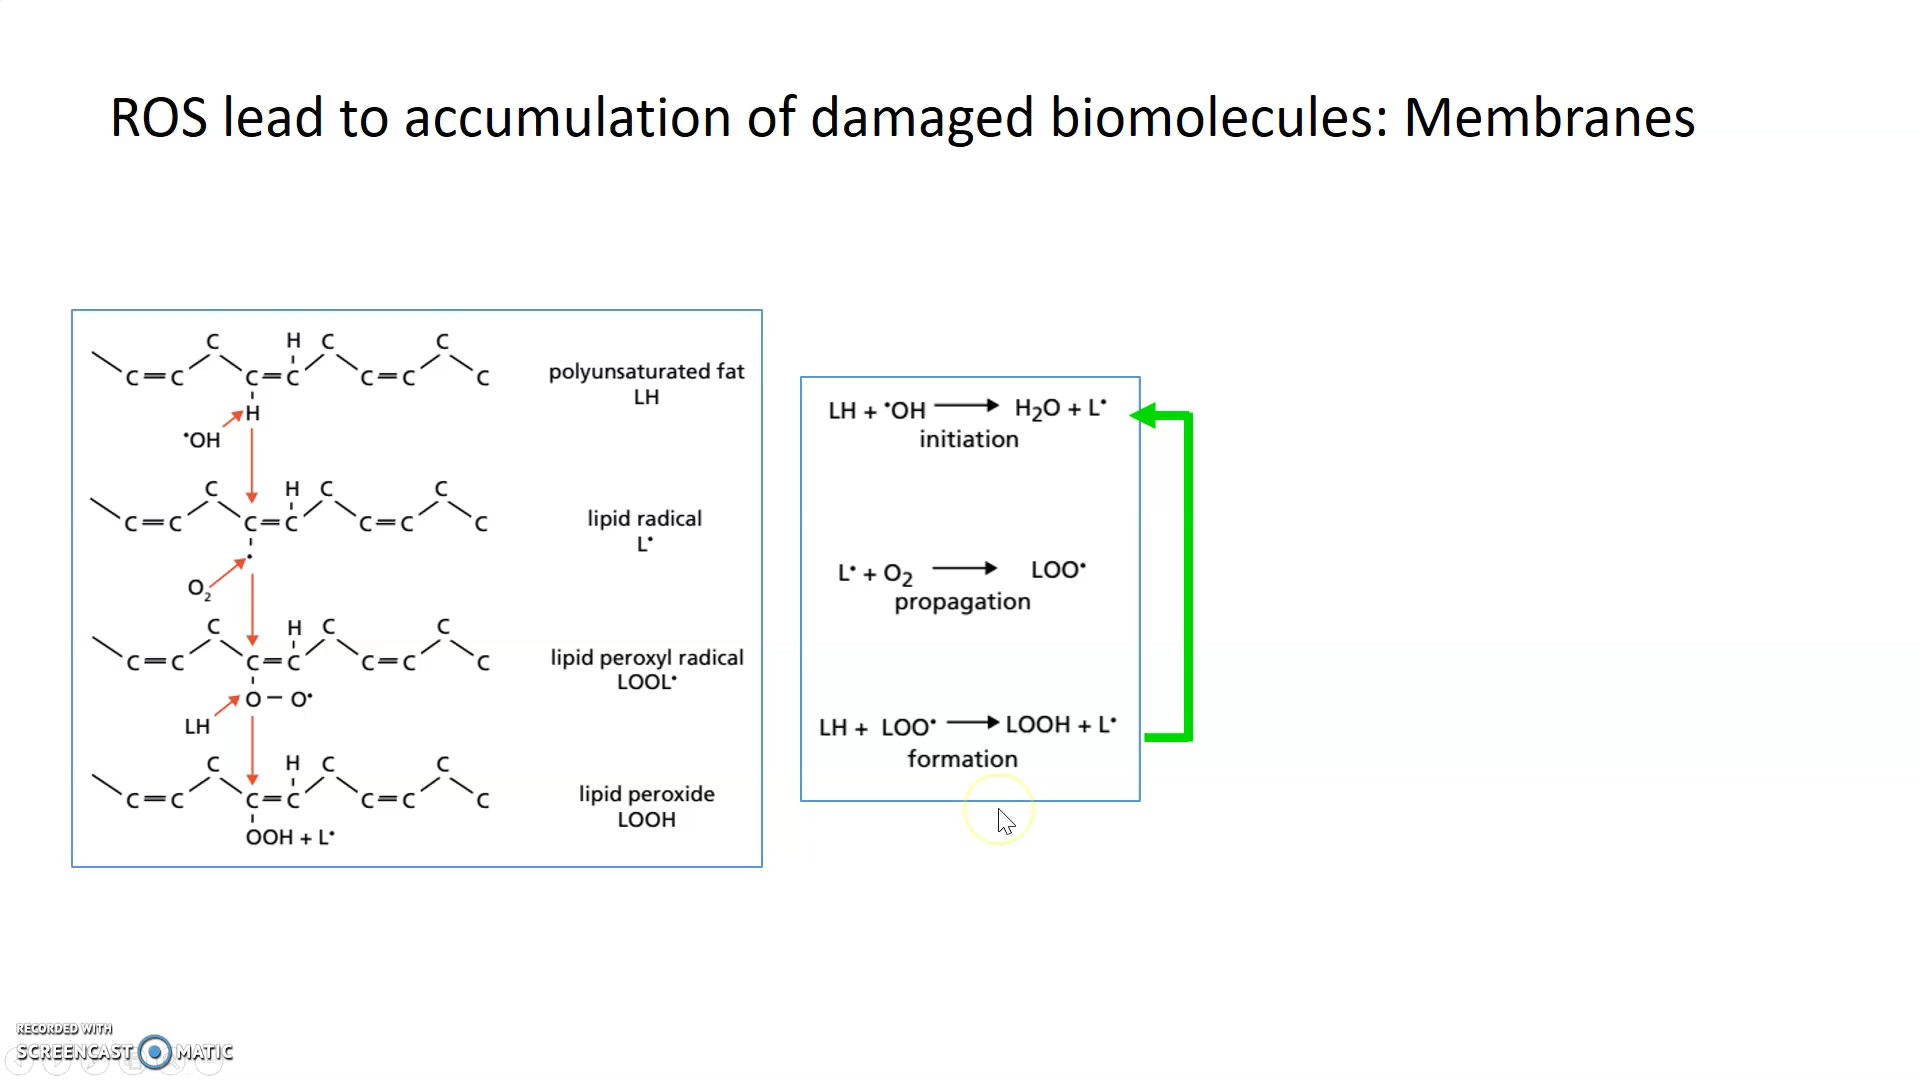 ROS lead to accumulation of damaged biomolecules: Membranes
C H C C
C=C C=C C=C C
H
•OH
polyunsaturated fat
LH
C H C C
C=C C=C C=C C
•
O₂
lipid radical
L•
C H C C
C=C C=C C=C C
O – O•
LH
lipid peroxyl radical
LOOL•
C H C C
C=C C=C C=C C
OOH + L•
lipid peroxide
LOOH
LH + •OH ⟶ H₂O + L•
initiation
L• + O₂ ⟶ LOO•
propagation
LH + LOO• ⟶ LOOH + L•
formation
RECORDED WITH
SCREENCAST MATIC